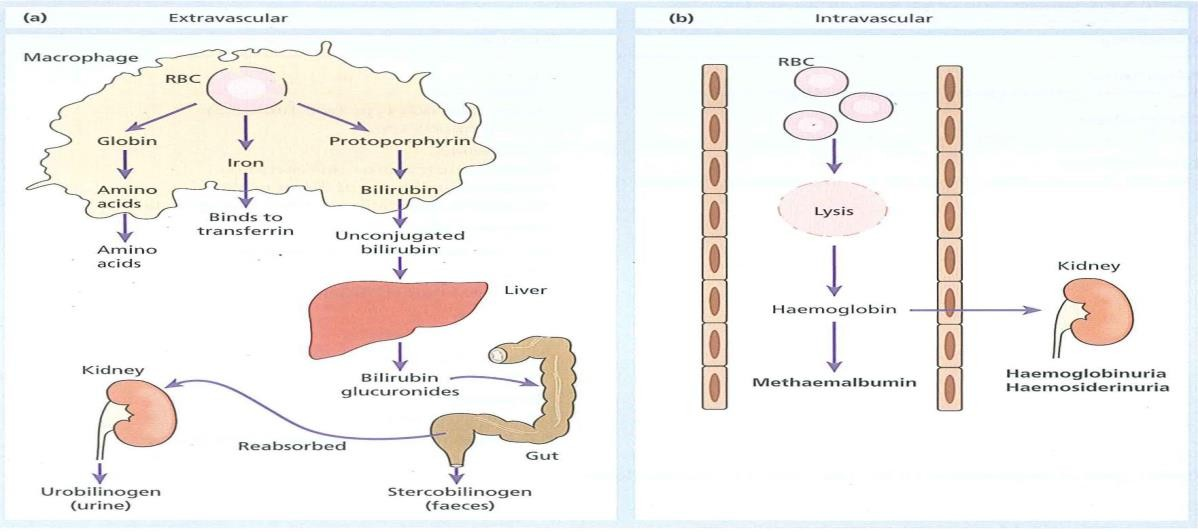 (a)
Extravascular
Macrophage
RBC
Globin
Iron
Protoporphyrin
Amino
acids
Bilirubin
Binds to
transferrin
Amino
acids
Unconjugated
bilirubin
Liver
Bilirubin
glucuronides
Kidney
Reabsorbed
Gut
Urobilinogen
(urine)
Stercobilinogen
(faeces)
(b)
Intravascular
RBC
Lysis
Haemoglobin
Kidney
Methaemalbumin
Haemoglobinuria
Haemosiderinuria